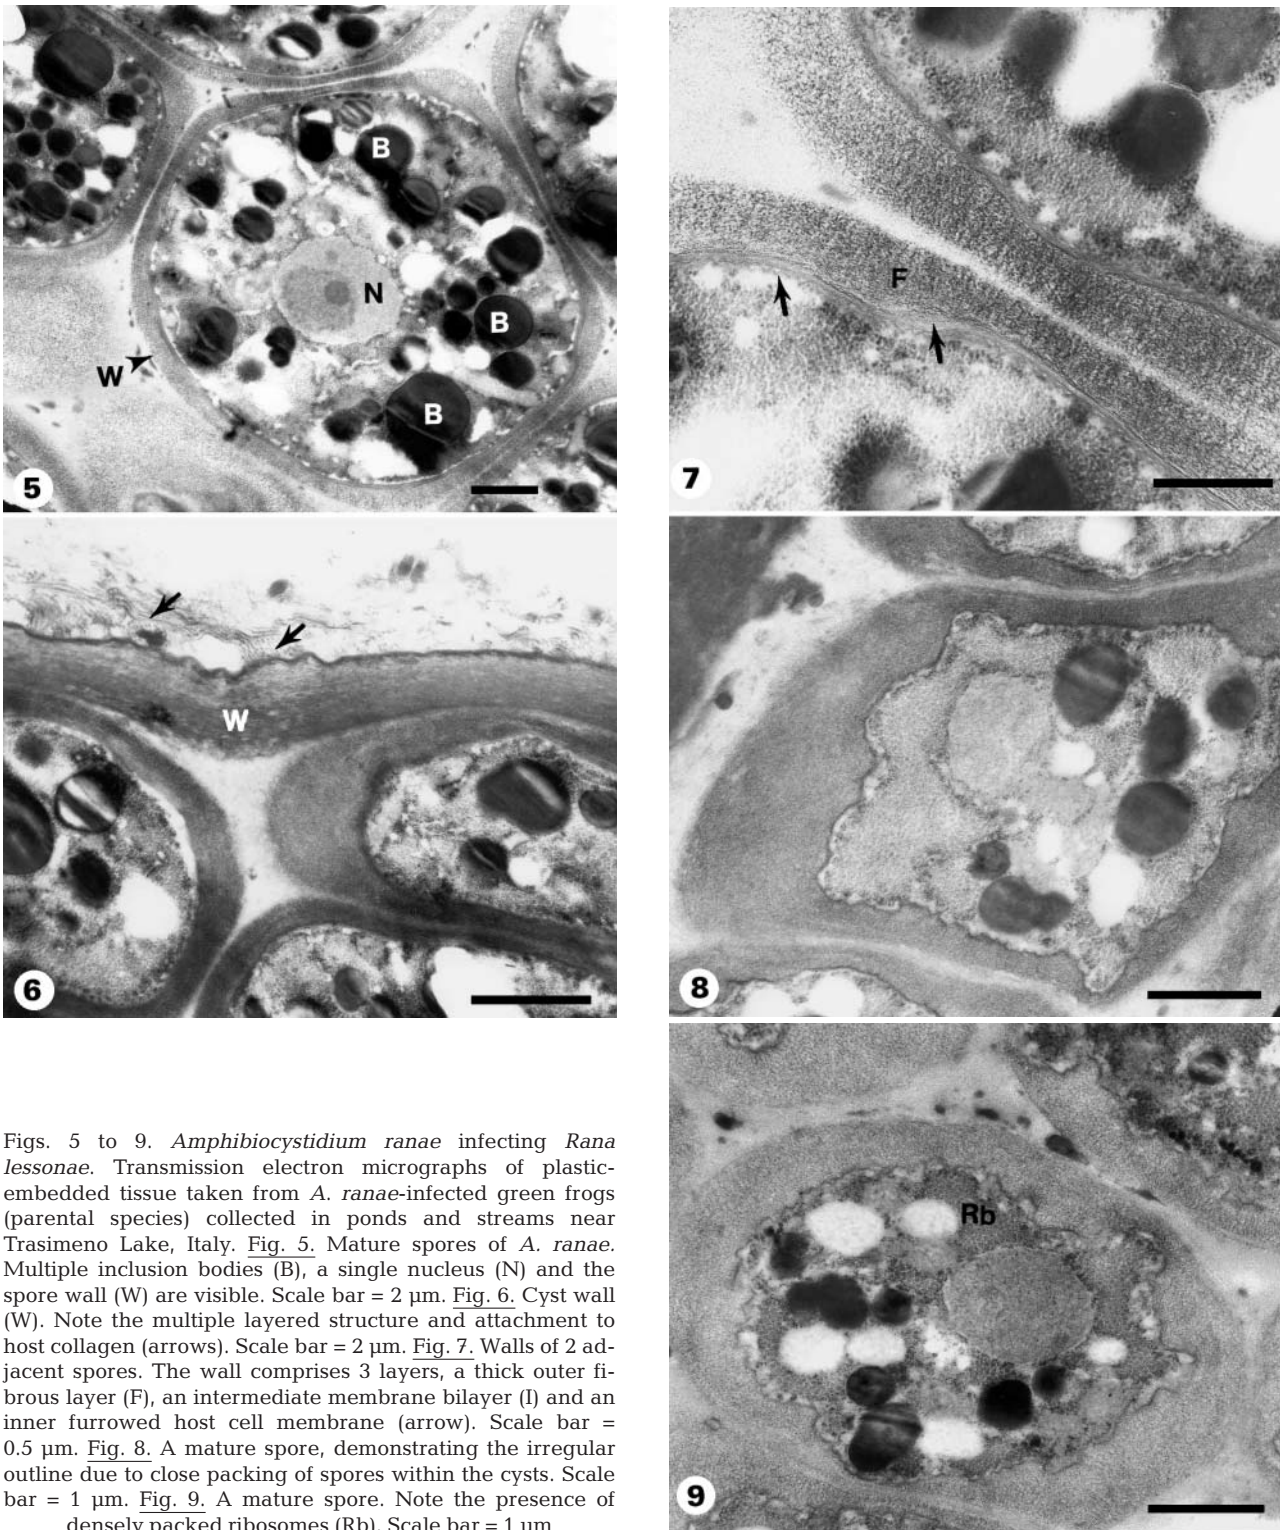 B
N
B
W
B
5
F
7
W
6
8
Rb
9
Figs. 5 to 9. Amphibiocystidium ranae infecting Rana
lessonae. Transmission electron micrographs of plastic-
embedded tissue taken from A. ranae-infected green frogs
(parental species) collected in ponds and streams near
Trasimeno Lake, Italy. Fig. 5. Mature spores of A. ranae.
Multiple inclusion bodies (B), a single nucleus (N) and the
spore wall (W) are visible. Scale bar = 2 µm. Fig. 6. Cyst wall
(W). Note the multiple layered structure and attachment to
host collagen (arrows). Scale bar = 2 µm. Fig. 7. Walls of 2 ad-
jacent spores. The wall comprises 3 layers, a thick outer fi-
brous layer (F), an intermediate membrane bilayer (I) and an
inner furrowed host cell membrane (arrow). Scale bar =
0.5 µm. Fig. 8. A mature spore, demonstrating the irregular
outline due to close packing of spores within the cysts. Scale
bar = 1 µm. Fig. 9. A mature spore. Note the presence of
densely packed ribosomes (Rb). Scale bar = 1 µm